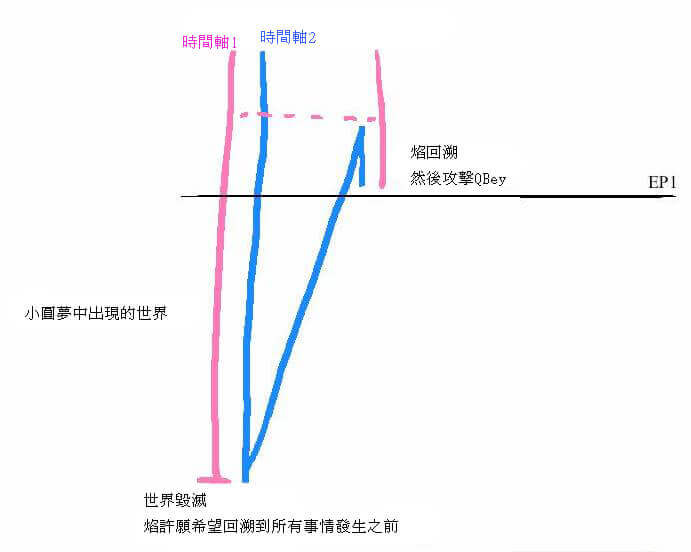 時間軸1
時間軸2
焰回溯
然後攻擊QBey
EP1
小圓夢中出現的世界
世界毀滅
焰許願希望回溯到所有事情發生之前